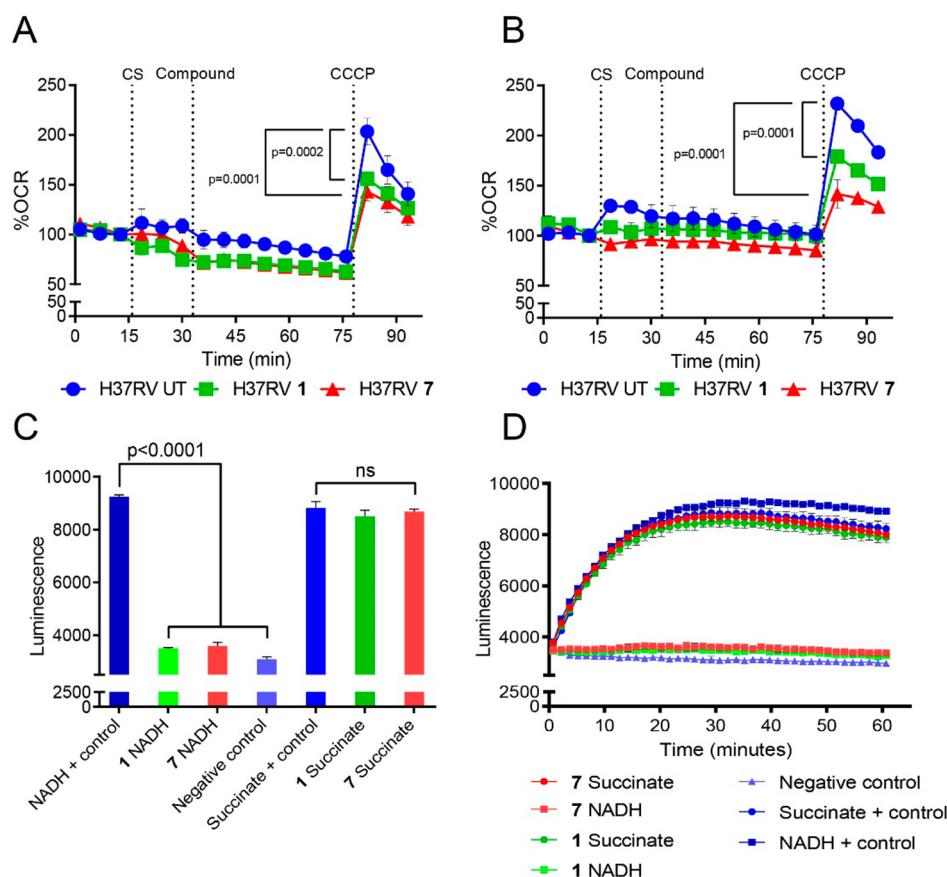 A
CS Compound CCCP
250
200
150
100
50
50
0
%OCR
p=0.0002
p=0.0001
0 15 30 45 60 75 90
Time (min)
H37RV UT H37RV 1 H37RV 7
B
CS Compound CCCP
250
200
150
100
50
50
0
%OCR
p=0.0001
p=0.0001
0 15 30 45 60 75 90
Time (min)
H37RV UT H37RV 1 H37RV 7
C
p<0.0001
ns
10000
8000
6000
4000
2500
0
Luminescence
NADH + control
1 NADH
7 NADH
Negative control
Succinate + control
1 Succinate
7 Succinate
D
10000
8000
6000
4000
2500
0
Luminescence
0 10 20 30 40 50 60
Time (minutes)
7 Succinate
7 NADH
1 Succinate
1 NADH
Negative control
Succinate + control
NADH + control